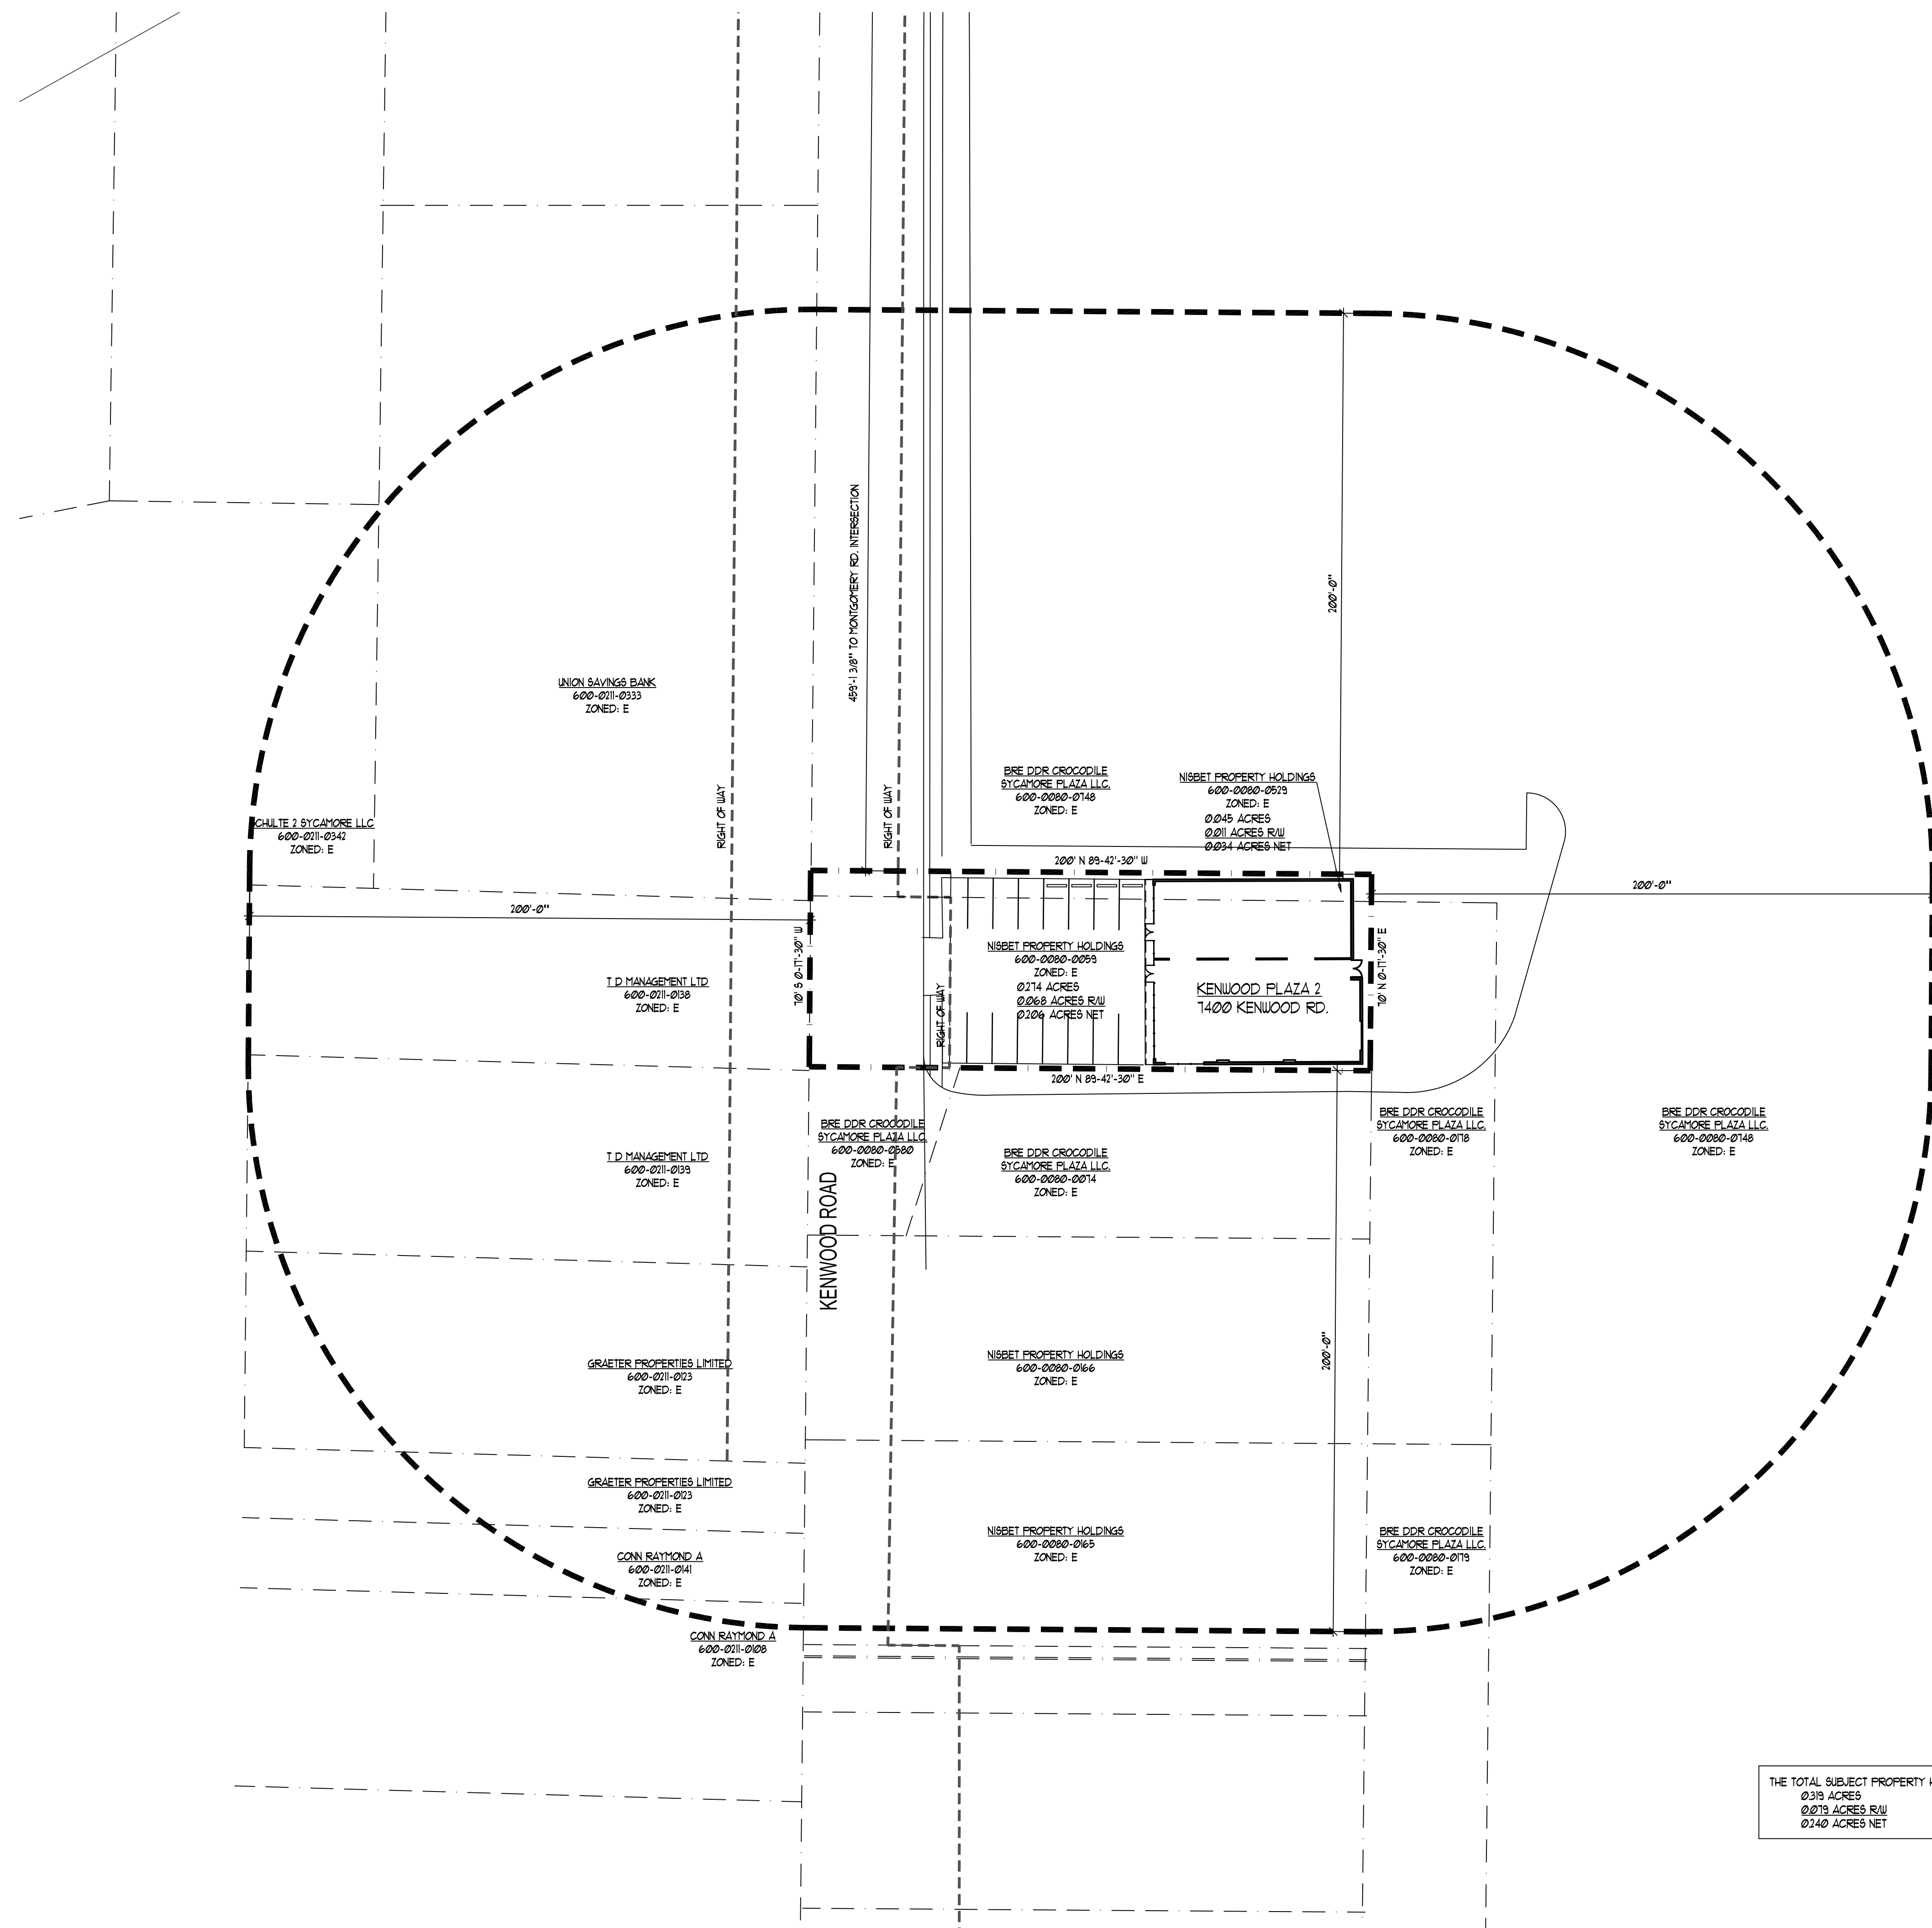 459'-1 3/8" TO MONTGOMERY RD. INTERSECTION
200'-0"
UNION SAVINGS BANK
600-0211-0333
ZONED: E
RIGHT OF WAY
RIGHT OF WAY
BRE DDR CROCODILE
SYCAMORE PLAZA LLC.
600-0080-0748
ZONED: E
NISBET PROPERTY HOLDINGS
600-0080-0529
ZONED: E
0.045 ACRES
0.011 ACRES R/W
0.034 ACRES NET
CHULTE 2 SYCAMORE LLC
600-0211-0342
ZONED: E
200' N 89-42'-30" W
200'-0"
200'-0"
70' S 0-17'-30" W
NISBET PROPERTY HOLDINGS
600-0080-0059
ZONED: E
0.274 ACRES
0.068 ACRES R/W
0.206 ACRES NET
RIGHT OF WAY
KENWOOD PLAZA 2
7400 KENWOOD RD.
70' N 0-17'-30" E
T D MANAGEMENT LTD
600-0211-0138
ZONED: E
200' N 89-42'-30" E
BRE DDR CROCODILE
SYCAMORE PLAZA LLC.
600-0080-0580
ZONED: E
BRE DDR CROCODILE
SYCAMORE PLAZA LLC.
600-0080-0074
ZONED: E
BRE DDR CROCODILE
SYCAMORE PLAZA LLC.
600-0080-0178
ZONED: E
BRE DDR CROCODILE
SYCAMORE PLAZA LLC.
600-0080-0748
ZONED: E
T D MANAGEMENT LTD
600-0211-0139
ZONED: E
KENWOOD ROAD
GRAETER PROPERTIES LIMITED
600-0211-0123
ZONED: E
NISBET PROPERTY HOLDINGS
600-0080-0166
ZONED: E
200'-0"
GRAETER PROPERTIES LIMITED
600-0211-0123
ZONED: E
NISBET PROPERTY HOLDINGS
600-0080-0165
ZONED: E
BRE DDR CROCODILE
SYCAMORE PLAZA LLC.
600-0080-0179
ZONED: E
CONN RAYMOND A
600-0211-0141
ZONED: E
CONN RAYMOND A
600-0211-0108
ZONED: E
THE TOTAL SUBJECT PROPERTY
0.319 ACRES
0.079 ACRES R/W
0.240 ACRES NET